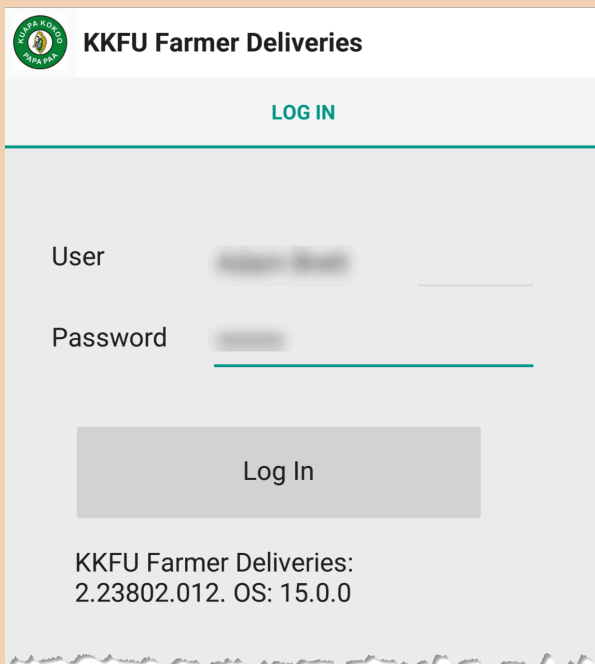 KUAPA KOKOO
PAPA PAA
KKFU Farmer Deliveries
LOG IN
User
Password
Log In
KKFU Farmer Deliveries:
2.23802.012. OS: 15.0.0